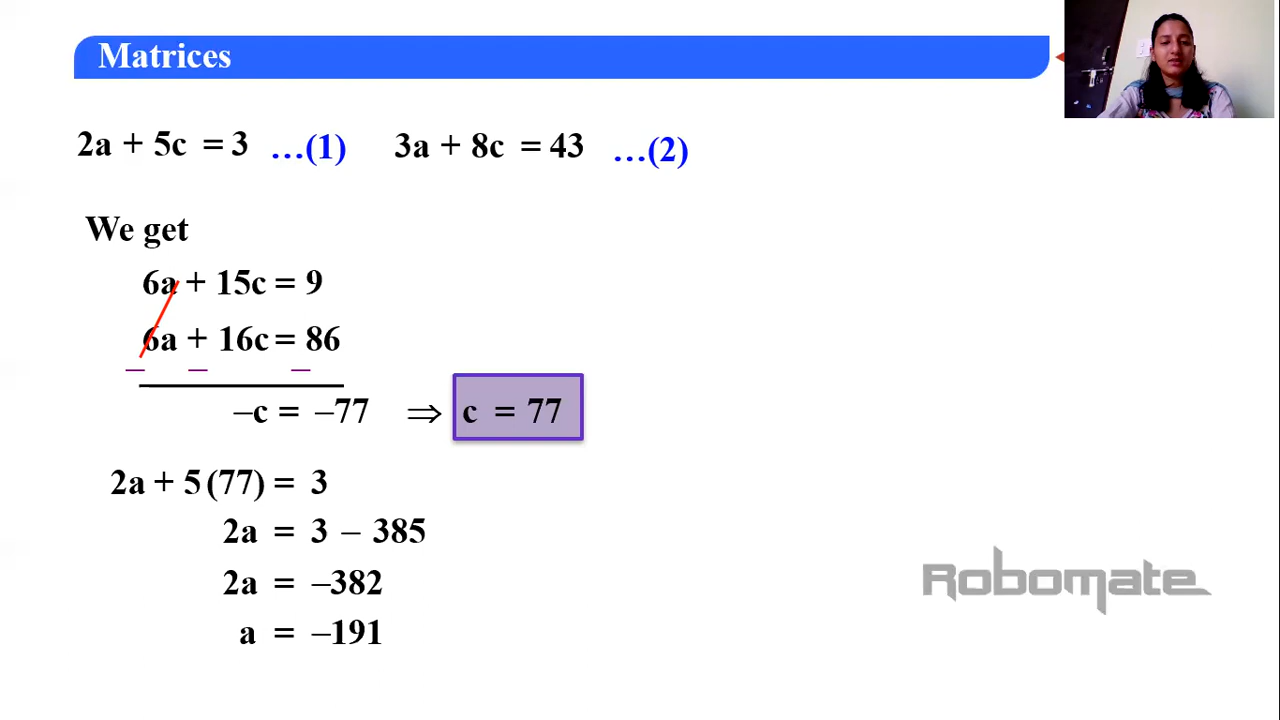 Matrices
2a + 5c = 3 …(1) 3a + 8c = 43 …(2)
We get
6a + 15c = 9
6a + 16c = 86
– – –
–c = –77 ⇒ c = 77
2a + 5(77) = 3
2a = 3 – 385
2a = –382
a = –191
Robomate